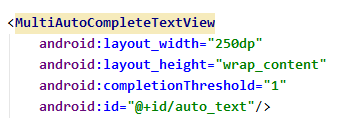 <MultiAutoCompleteTextView
    android:layout_width="250dp"
    android:layout_height="wrap_content"
    android:completionThreshold="1"
    android:id="@+id/auto_text"/>